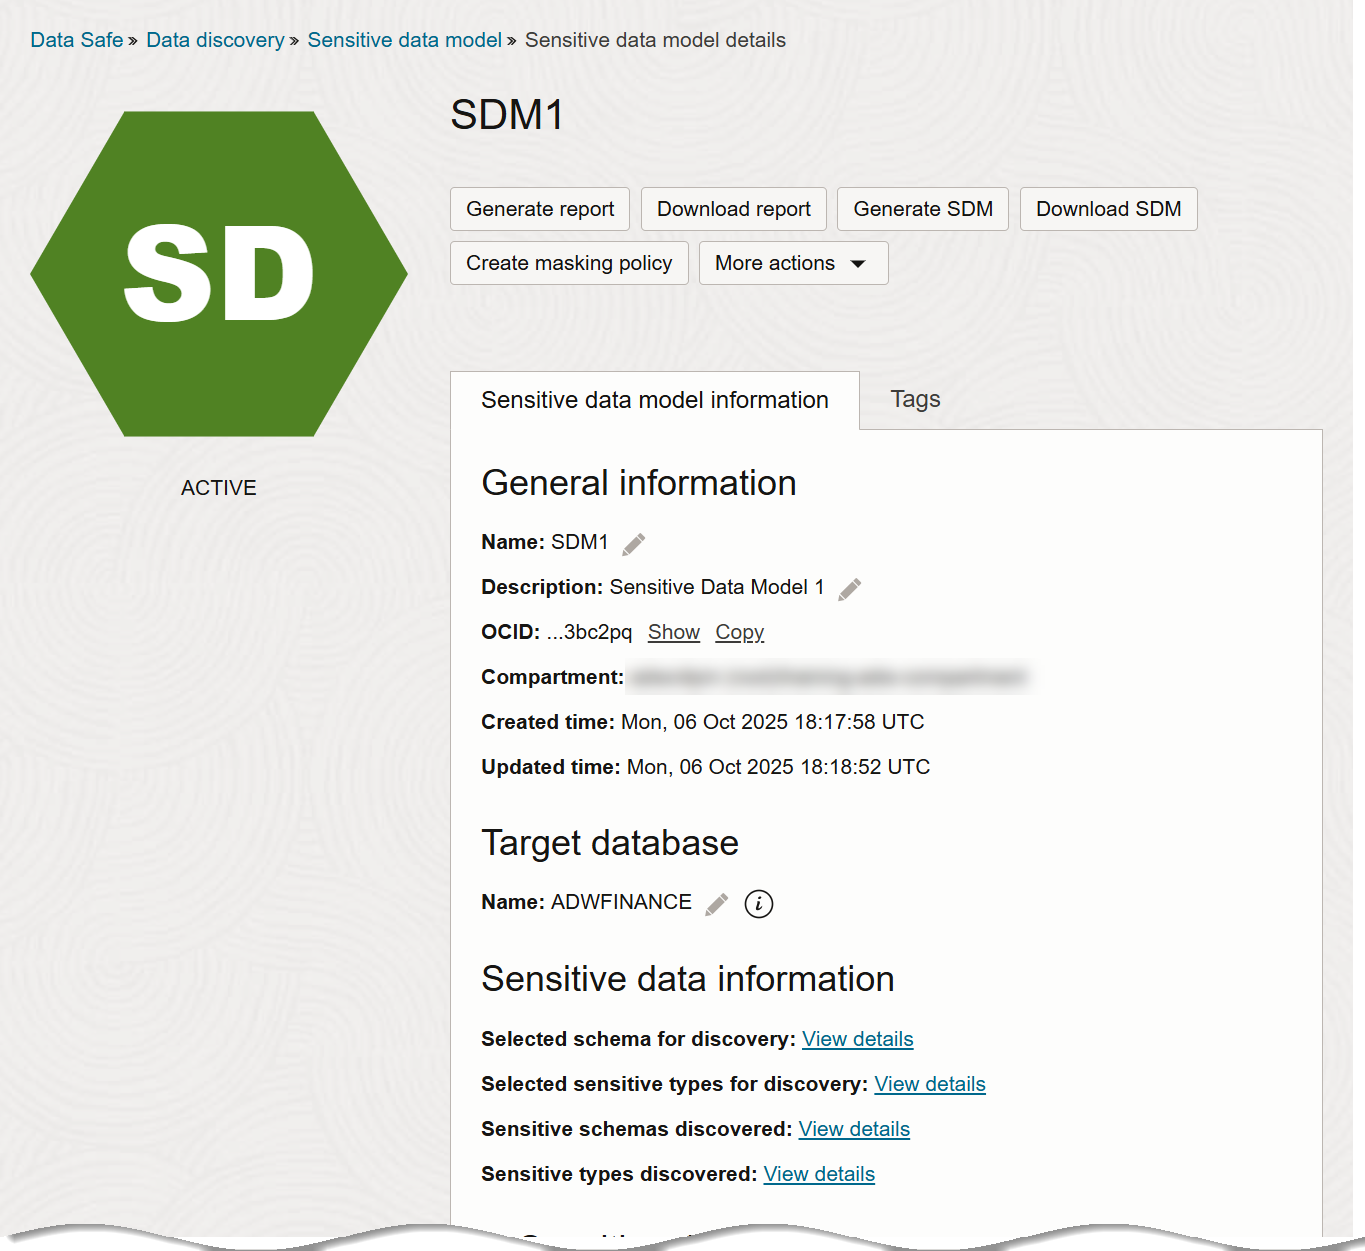 Data Safe » Data discovery » Sensitive data model » Sensitive data model details
SDM1
SD
ACTIVE
Generate report
Download report
Generate SDM
Download SDM
Create masking policy
More actions
Sensitive data model information
Tags
General information
Name: SDM1
Description: Sensitive Data Model 1
OCID: ...3bc2pq Show Copy
Compartment:
Created time: Mon, 06 Oct 2025 18:17:58 UTC
Updated time: Mon, 06 Oct 2025 18:18:52 UTC
Target database
Name: ADWFINANCE
Sensitive data information
Selected schema for discovery: View details
Selected sensitive types for discovery: View details
Sensitive schemas discovered: View details
Sensitive types discovered: View details